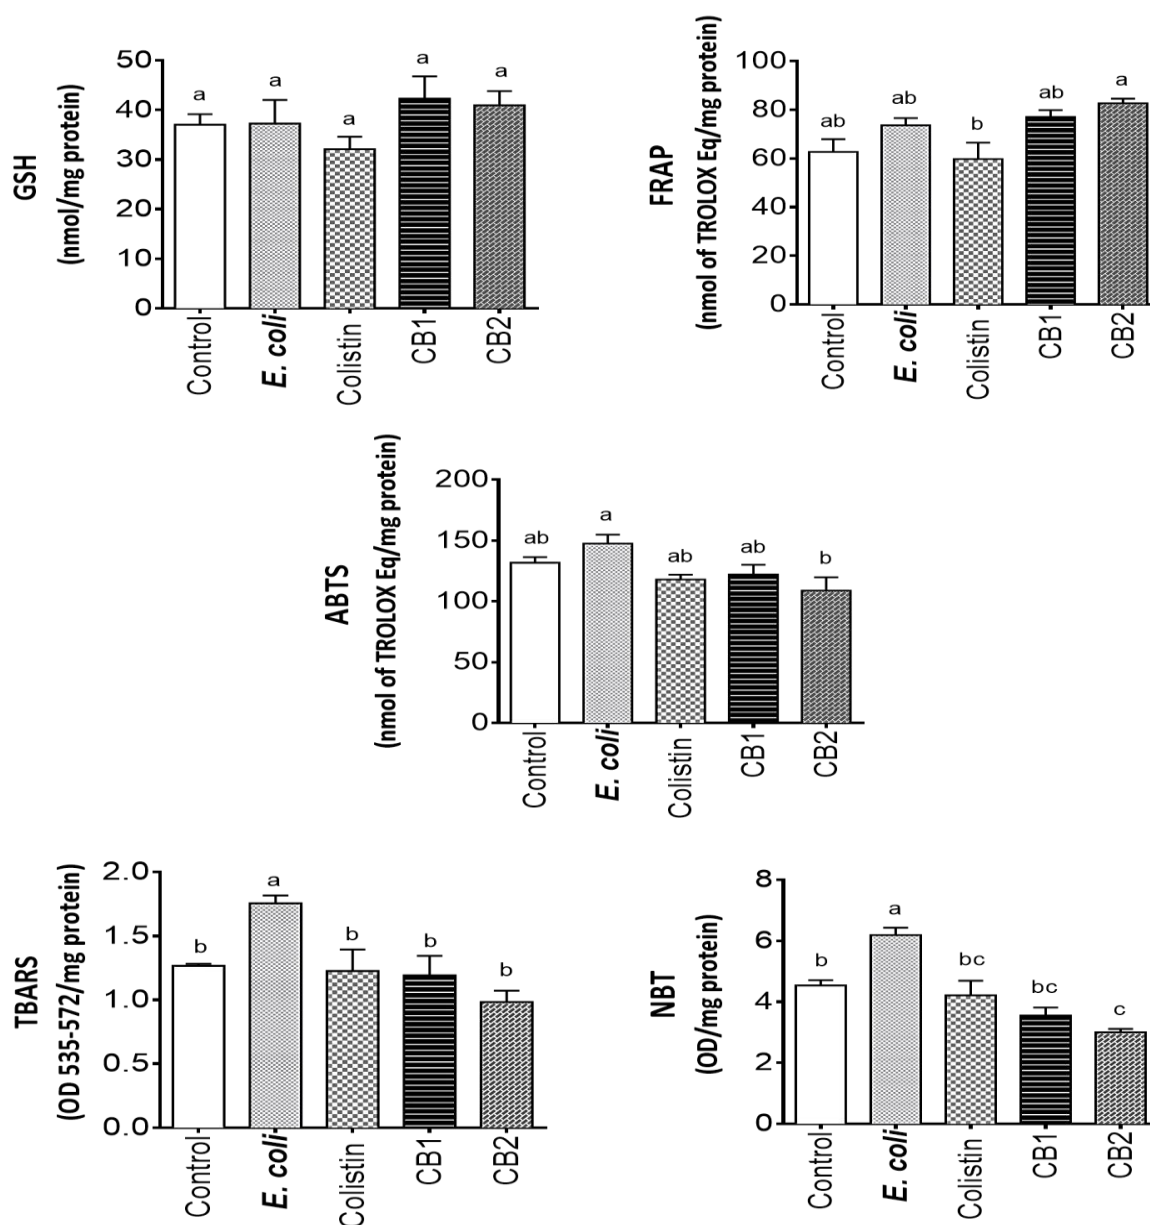 GSH
(nmol/mg protein)
50
40
30
20
10
0
a
a
a
a
a
Control
E. coli
Colistin
CB1
CB2
FRAP
(nmol of TROLOX Eq/mg protein)
100
80
60
40
20
0
ab
ab
b
ab
a
Control
E. coli
Colistin
CB1
CB2
ABTS
(nmol of TROLOX Eq/mg protein)
200
150
100
50
0
ab
a
ab
ab
b
Control
E. coli
Colistin
CB1
CB2
TBARS
(OD 535-572/mg protein)
2.0
1.5
1.0
0.5
0.0
b
a
b
b
b
Control
E. coli
Colistin
CB1
CB2
NBT
(OD/mg protein)
8
6
4
2
0
b
a
bc
bc
c
Control
E. coli
Colistin
CB1
CB2